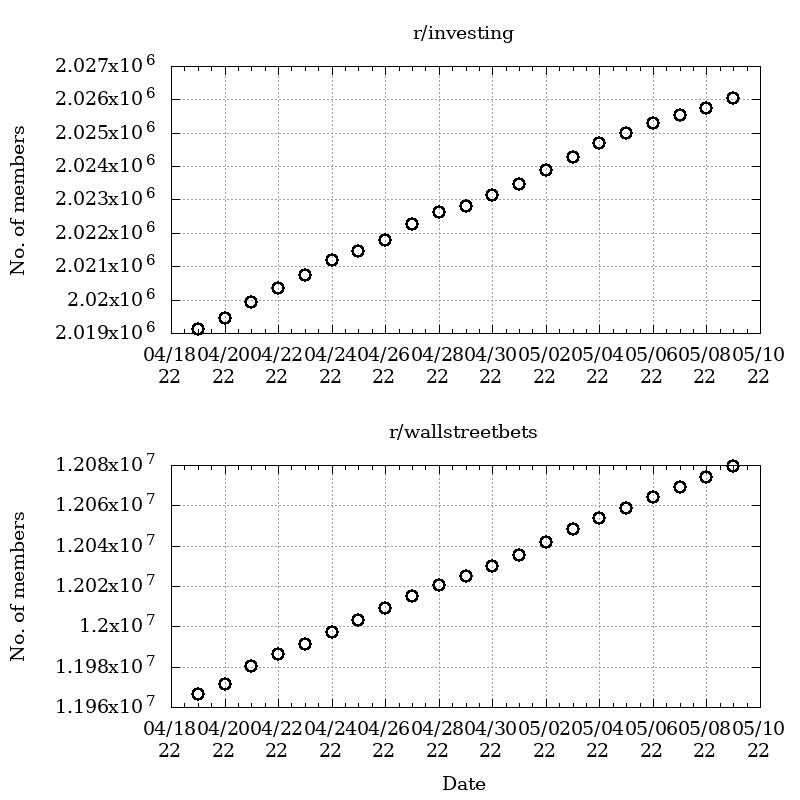 r/investing
2.027x10^6
2.026x10^6
2.025x10^6
2.024x10^6
2.023x10^6
2.022x10^6
2.021x10^6
2.02x10^6
2.019x10^6
No. of members
04/18 04/20 04/22 04/24 04/26 04/28 04/30 05/02 05/04 05/06 05/08 05/10
22 22 22 22 22 22 22 22 22 22 22 22
r/wallstreetbets
1.208x10^7
1.206x10^7
1.204x10^7
1.202x10^7
1.2x10^7
1.198x10^7
1.196x10^7
No. of members
04/18 04/20 04/22 04/24 04/26 04/28 04/30 05/02 05/04 05/06 05/08 05/10
22 22 22 22 22 22 22 22 22 22 22 22
Date